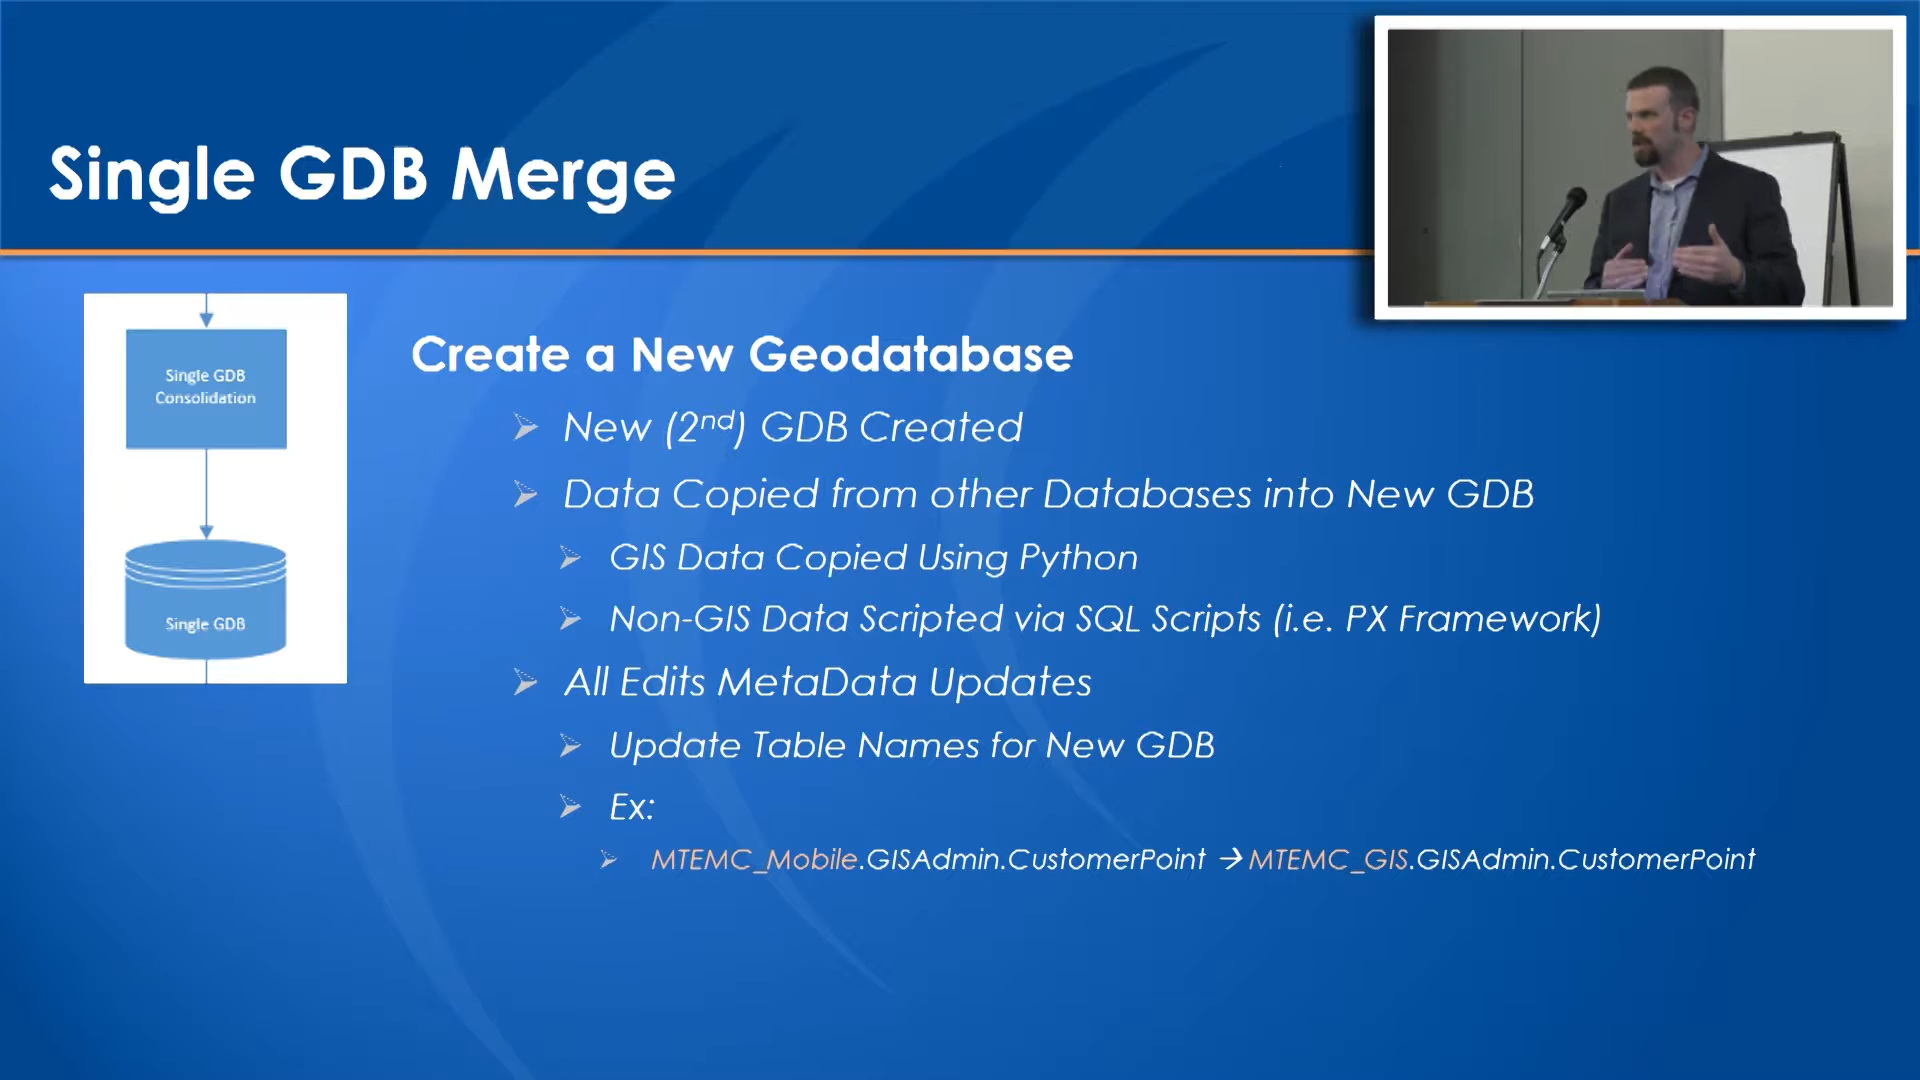 Single GDB Merge
Single GDB
Consolidation
Single GDB
Create a New Geodatabase
New (2nd) GDB Created
Data Copied from other Databases into New GDB
GIS Data Copied Using Python
Non-GIS Data Scripted via SQL Scripts (i.e. PX Framework)
All Edits MetaData Updates
Update Table Names for New GDB
Ex:
MTEMC_Mobile.GISAdmin.CustomerPoint → MTEMC_GIS.GISAdmin.CustomerPoint